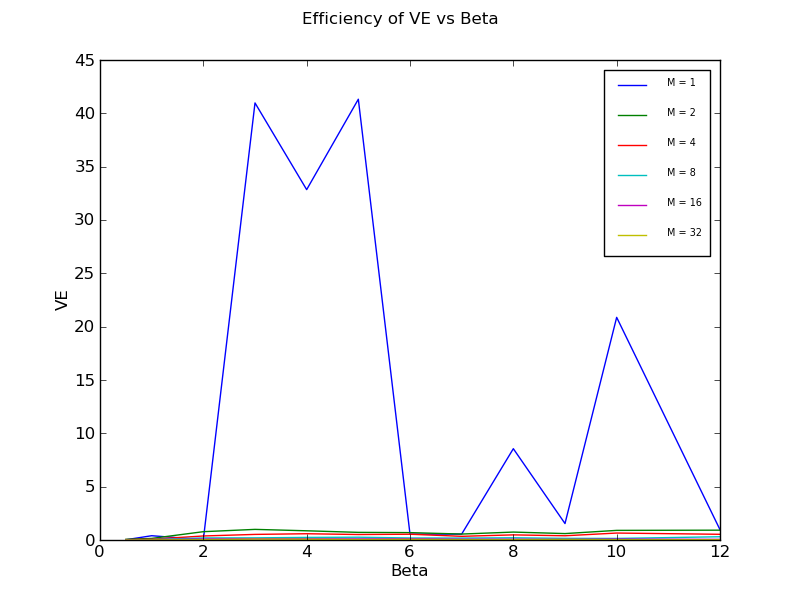 Efficiency of VE vs Beta
45
40
35
30
25
20
15
10
5
0
VE
M = 1
M = 2
M = 4
M = 8
M = 16
M = 32
0 2 4 6 8 10 12
Beta